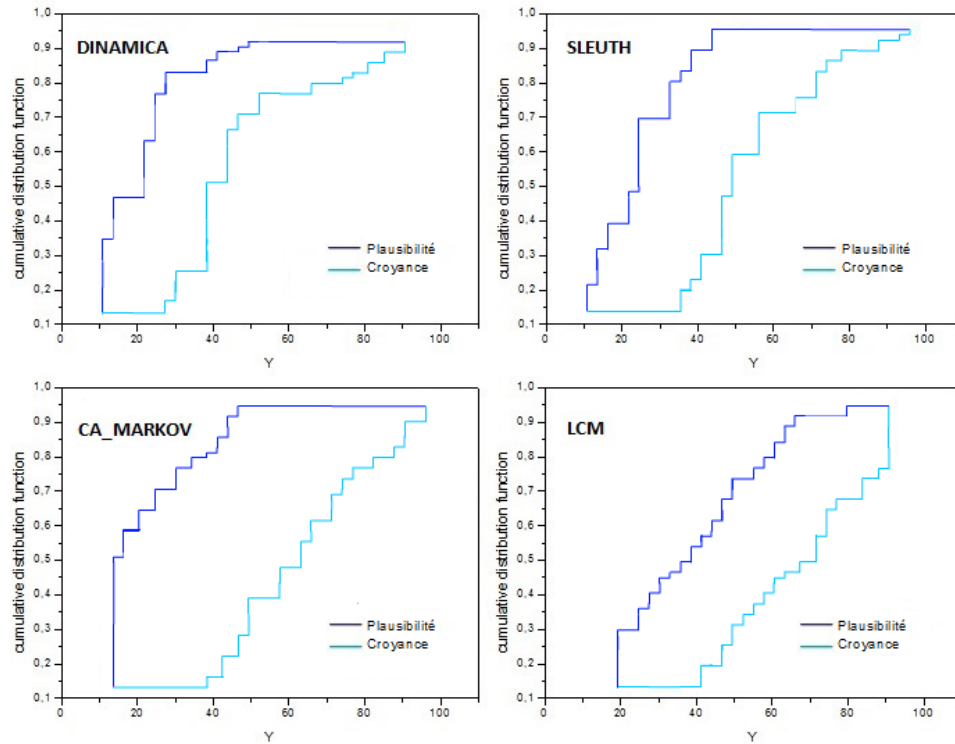 DINAMICA
cumulative distribution function
1,0
0,9
0,8
0,7
0,6
0,5
0,4
0,3
0,2
0,1
Plausibilité
Croyance
0 20 40 60 80 100
Y
SLEUTH
cumulative distribution function
1,0
0,9
0,8
0,7
0,6
0,5
0,4
0,3
0,2
0,1
Plausibilité
Croyance
0 20 40 60 80 100
Y
CA_MARKOV
cumulative distribution function
1,0
0,9
0,8
0,7
0,6
0,5
0,4
0,3
0,2
0,1
Plausibilité
Croyance
0 20 40 60 80 100
Y
LCM
cumulative distribution function
1,0
0,9
0,8
0,7
0,6
0,5
0,4
0,3
0,2
0,1
Plausibilité
Croyance
0 20 40 60 80 100
Y